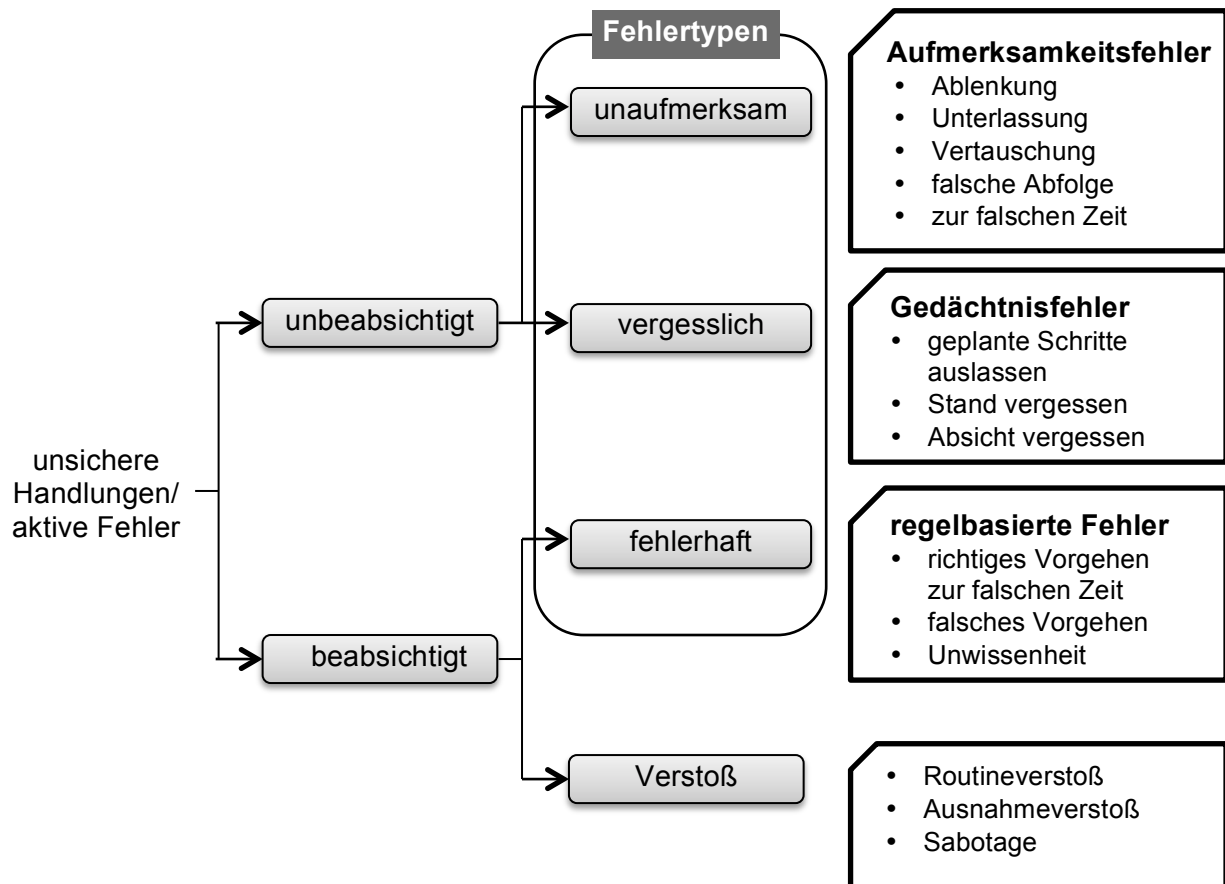 Fehlertypen
unaufmerksam
Aufmerksamkeitsfehler
• Ablenkung
• Unterlassung
• Vertauschung
• falsche Abfolge
• zur falschen Zeit
unbeabsichtigt
vergesslich
Gedächtnisfehler
• geplante Schritte
auslassen
• Stand vergessen
• Absicht vergessen
unsichere
Handlungen/
aktive Fehler
fehlerhaft
regelbasierte Fehler
• richtiges Vorgehen
zur falschen Zeit
• falsches Vorgehen
• Unwissenheit
beabsichtigt
Verstoß
• Routineverstoß
• Ausnahmeverstoß
• Sabotage